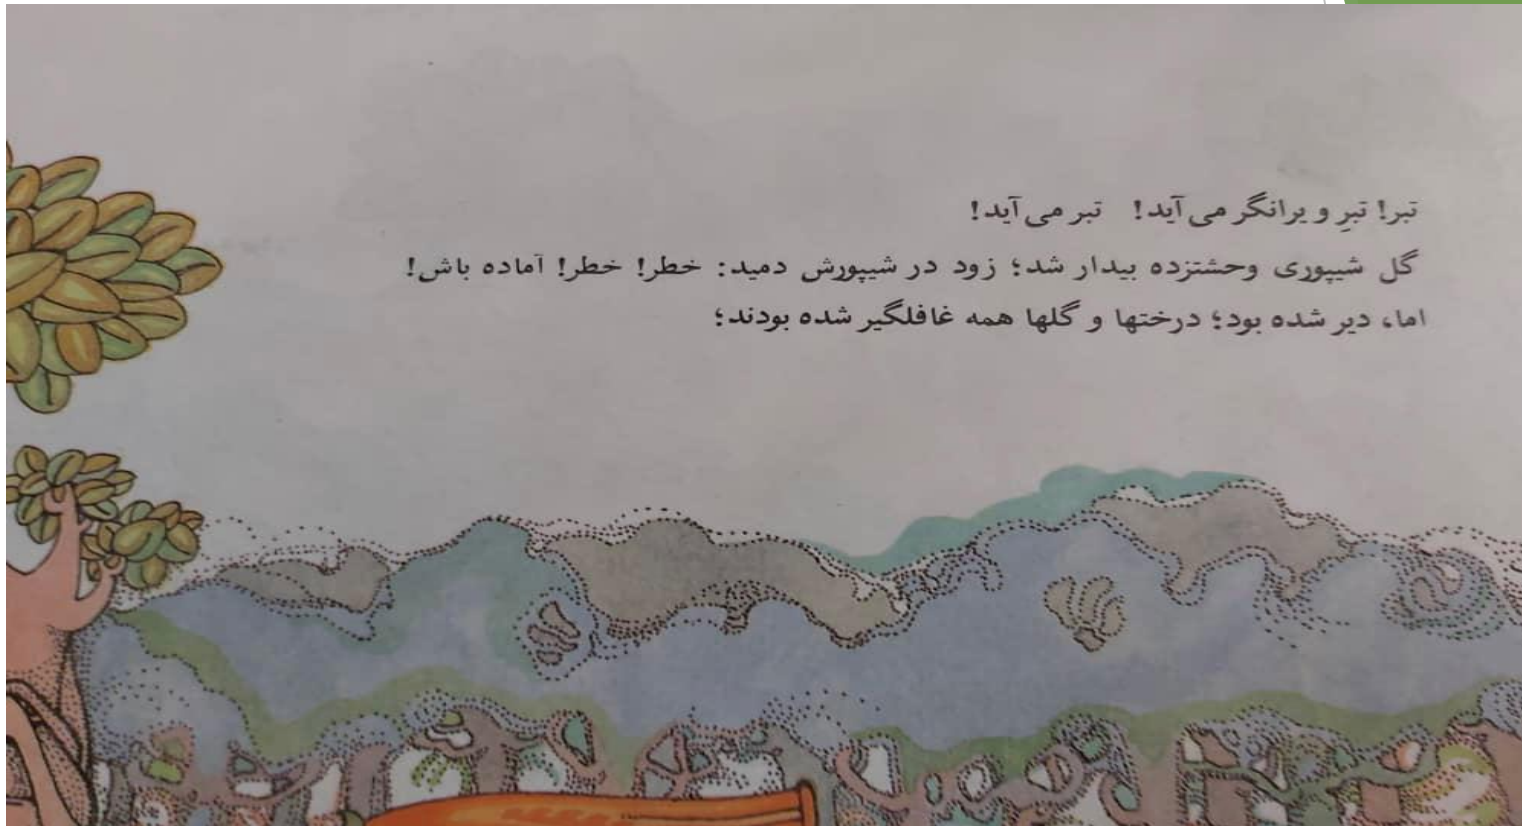 تبر! تبرِ ویرانگر می‌آید! تبر می‌آید!
گل شیپوری وحشتزده بیدار شد؛ زود در شیپورش دمید: خطر! خطر! آماده باش!
اما، دیر شده بود؛ درختها و گلها همه غافلگیر شده بودند؛